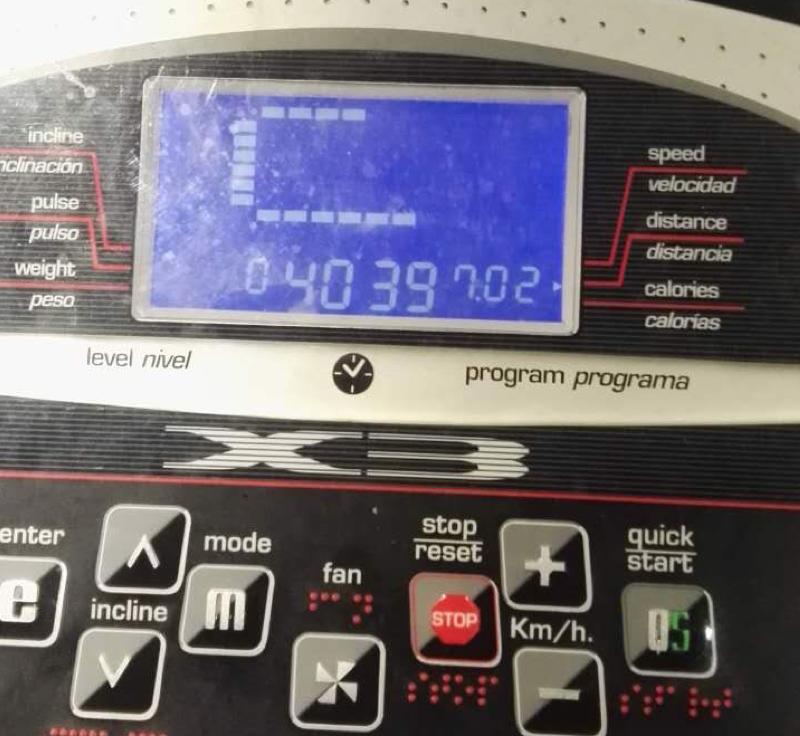 incline
inclinación
pulse
pulso
weight
peso
0 40 39 7.02
speed
velocidad
distance
distancia
calories
calorías
level nivel
program programa
X3
enter
e
incline
mode
m
fan
stop
reset
STOP
Km/h.
+
-
quick
start
QS